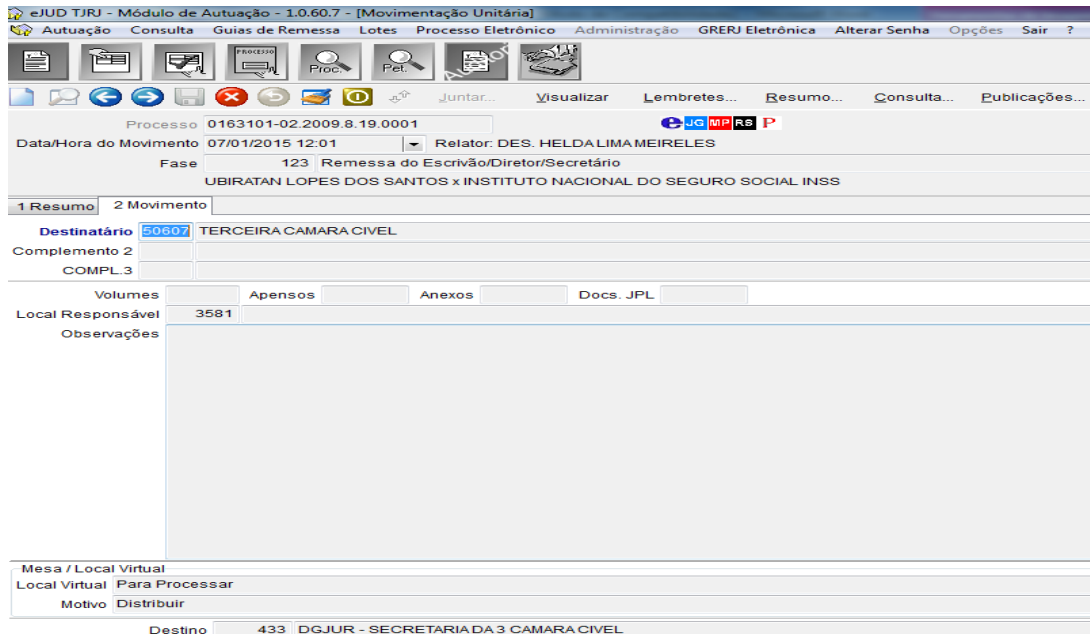 eJUD TJRJ - Módulo de Autuação - 1.0.60.7 - [Movimentação Unitária]
Autuação Consulta Guias de Remessa Lotes Processo Eletrônico Administração GRERJ Eletrônica Alterar Senha Opções Sair ?
PROCESSO Proc. Pet. Autor
Juntar... Visualizar Lembretes... Resumo... Consulta... Publicações...
Processo 0163101-02.2009.8.19.0001 e JG MP RS P
Data/Hora do Movimento 07/01/2015 12:01 Relator: DES. HELDA LIMA MEIRELES
Fase 123 Remessa do Escrivão/Diretor/Secretário
UBIRATAN LOPES DOS SANTOS x INSTITUTO NACIONAL DO SEGURO SOCIAL INSS
1 Resumo 2 Movimento
Destinatário 50607 TERCEIRA CAMARA CIVEL
Complemento 2
COMPL.3
Volumes Apensos Anexos Docs. JPL
Local Responsável 3581
Observações
Mesa / Local Virtual
Local Virtual Para Processar
Motivo Distribuir
Destino 433 DGJUR - SECRETARIA DA 3 CAMARA CIVEL